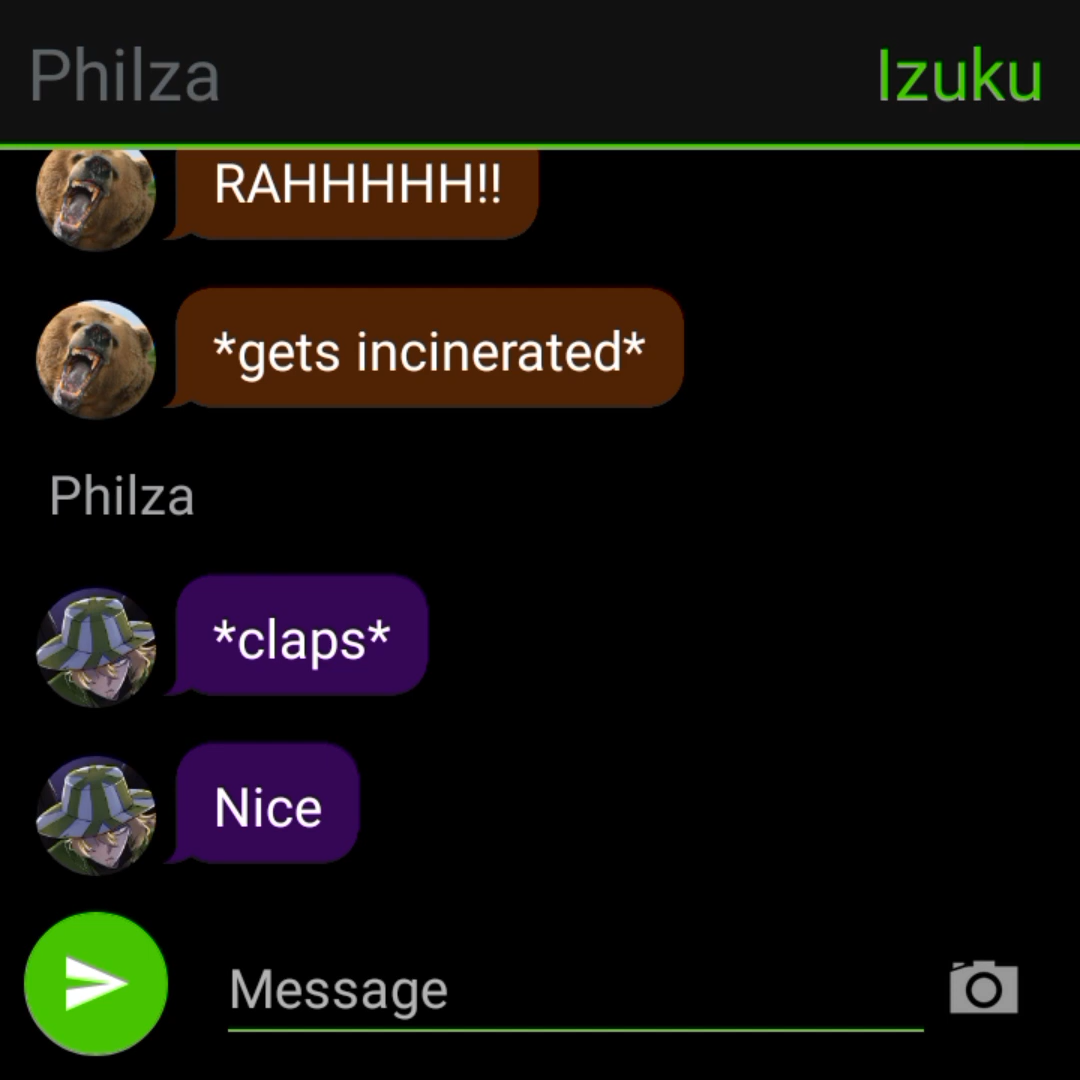 Philza
Izuku
RAHHHHH!!
*gets incinerated*
Philza
*claps*
Nice
Message